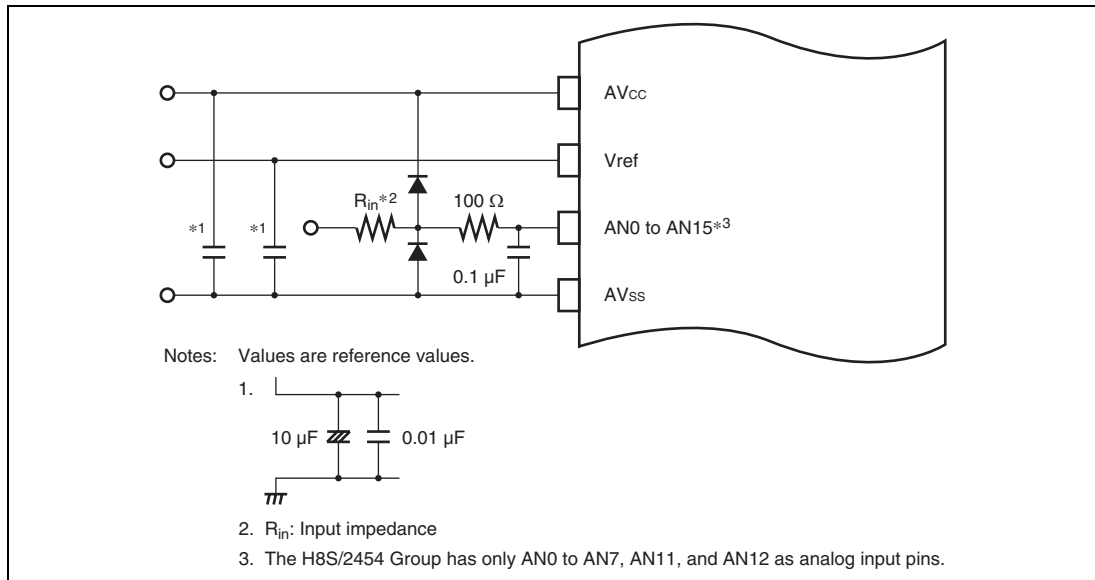 AVcc
Vref
Rin*2
100 Ω
*1
*1
AN0 to AN15*3
0.1 µF
AVss
Notes: Values are reference values.
1.
10 µF
0.01 µF
2. Rin: Input impedance
3. The H8S/2454 Group has only AN0 to AN7, AN11, and AN12 as analog input pins.